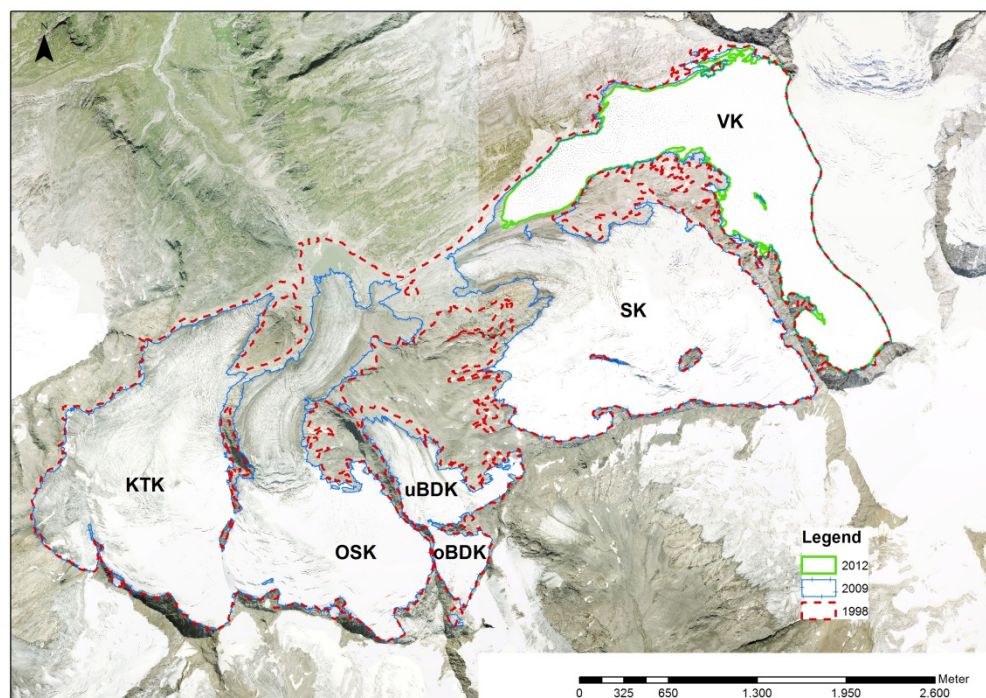 N
VK
SK
KTK
uBDK
OSK
oBDK
Legend
2012
2009
1998
Meter
0 325 650 1.300 1.950 2.600